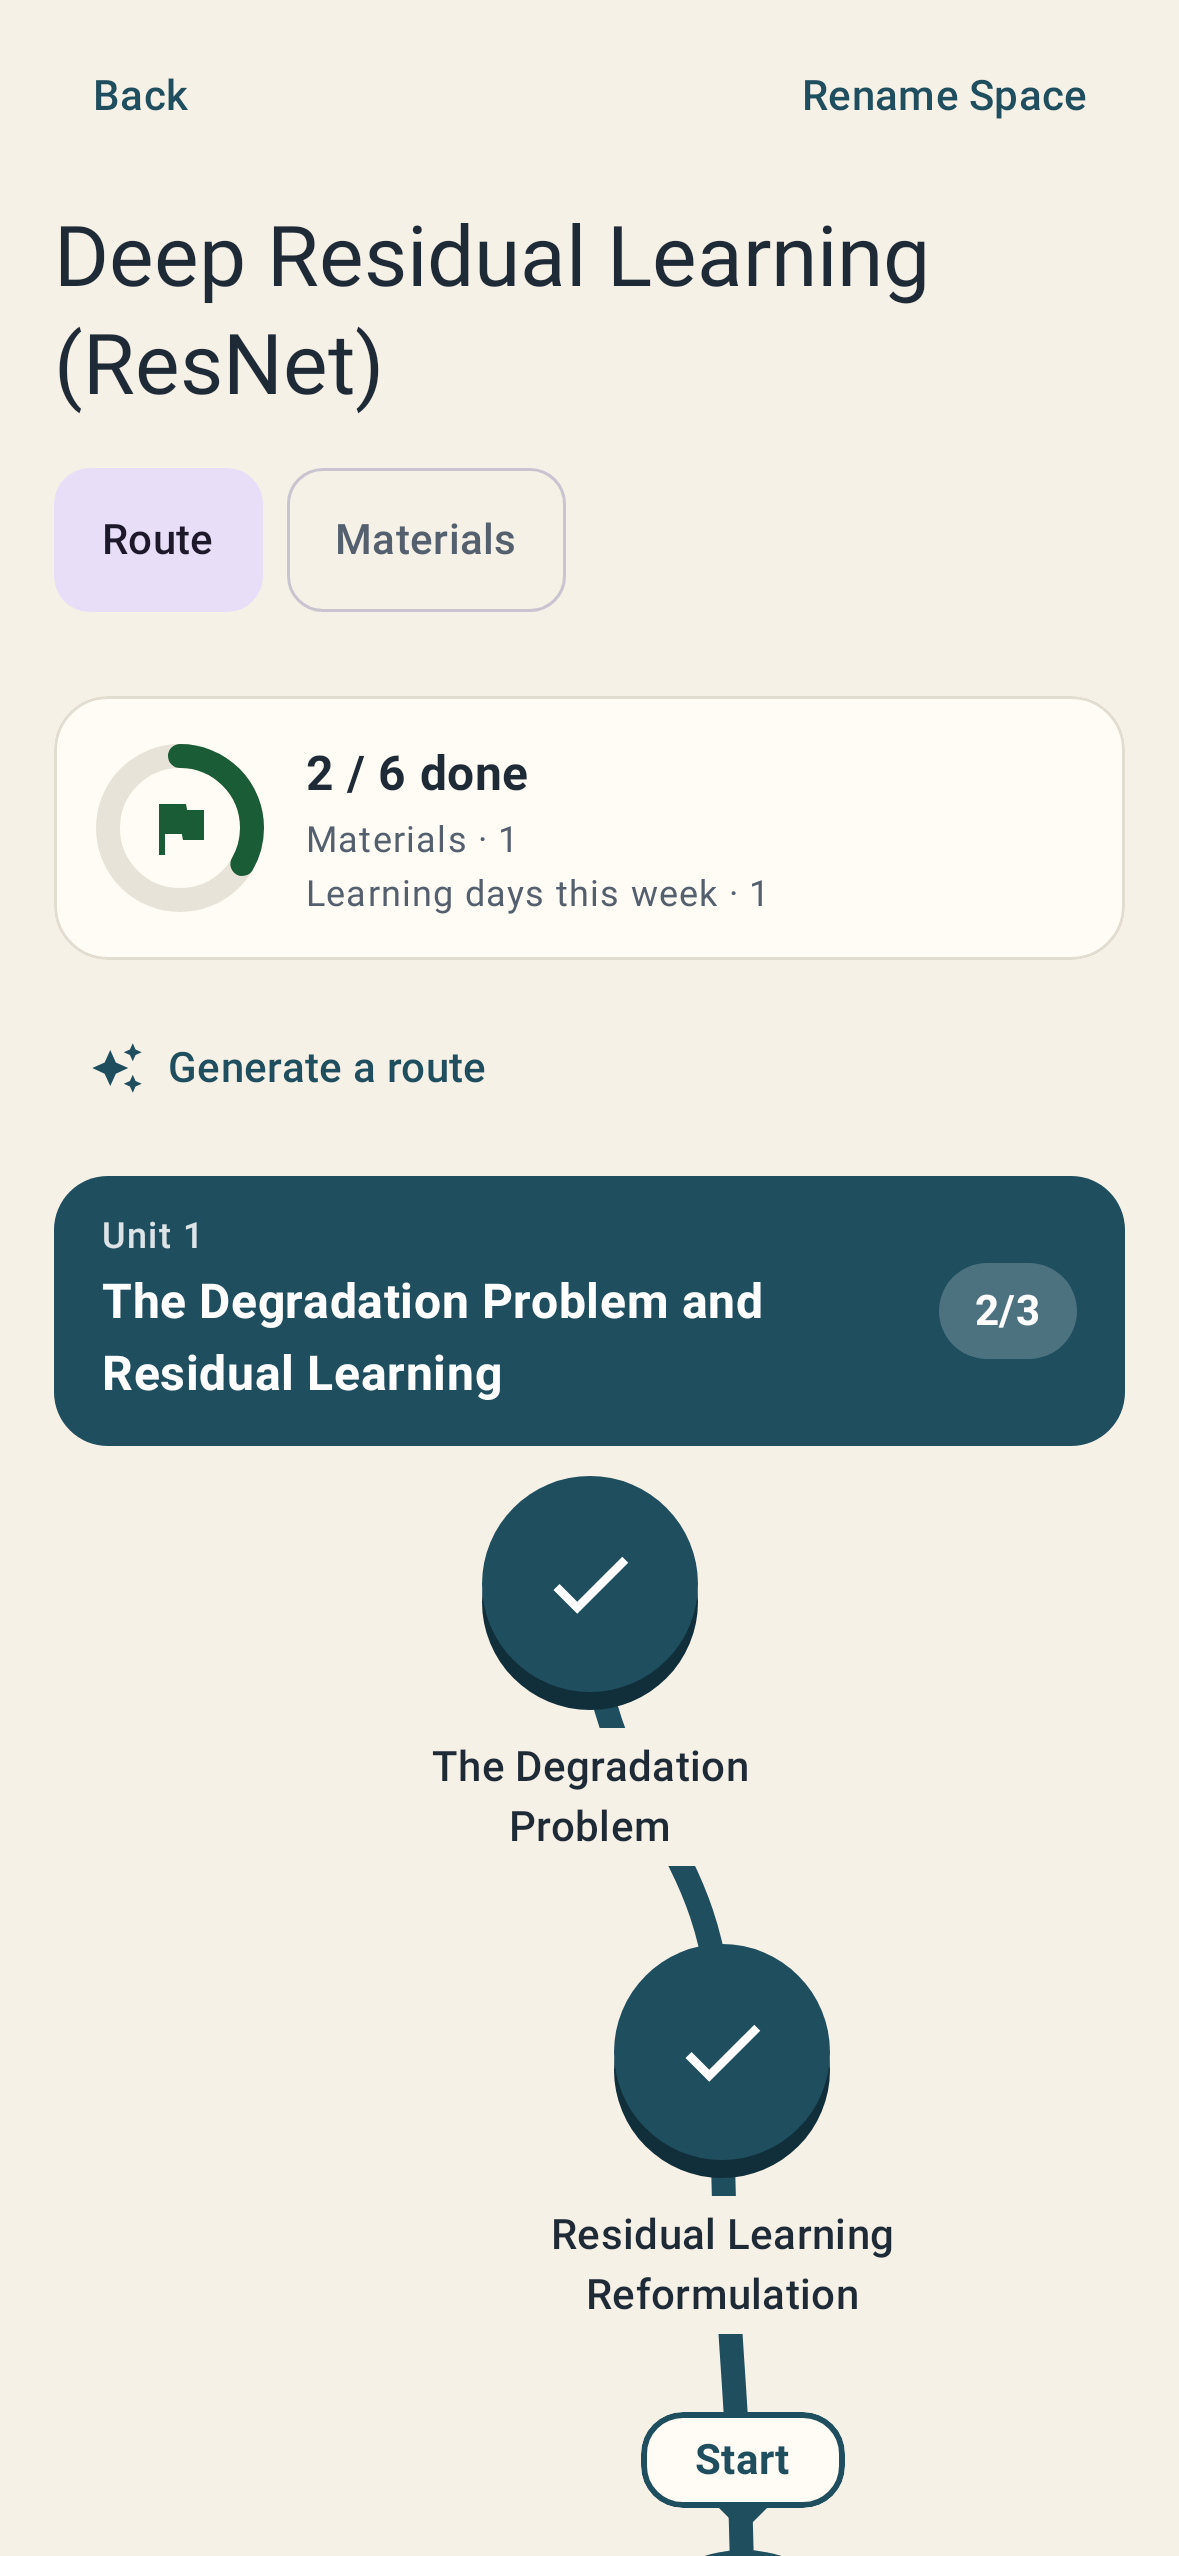 Back
Rename Space
Deep Residual Learning
(ResNet)
Route
Materials
2 / 6 done
Materials · 1
Learning days this week · 1
Generate a route
Unit 1
The Degradation Problem and
Residual Learning
2/3
The Degradation
Problem
Residual Learning
Reformulation
Start